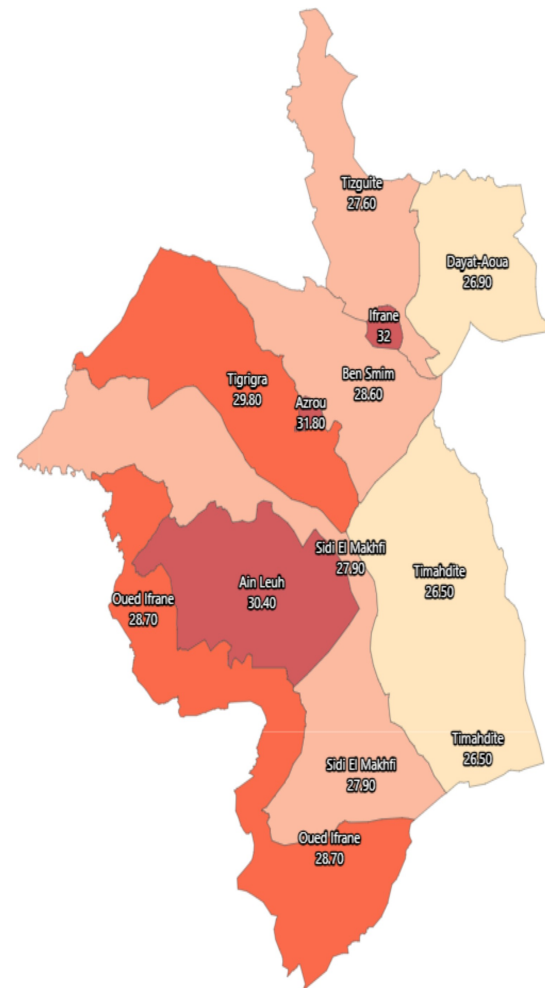 Tizguite
27.60
Dayat-Aoua
26.90
Ifrane
32
Ben Smim
28.60
Tigrigra
29.80
Azrou
31.80
Sidi El Makhfi
27.90
Timahdite
26.50
Ain Leuh
30.40
Oued Ifrane
28.70
Timahdite
26.50
Sidi El Makhfi
27.90
Oued Ifrane
28.70